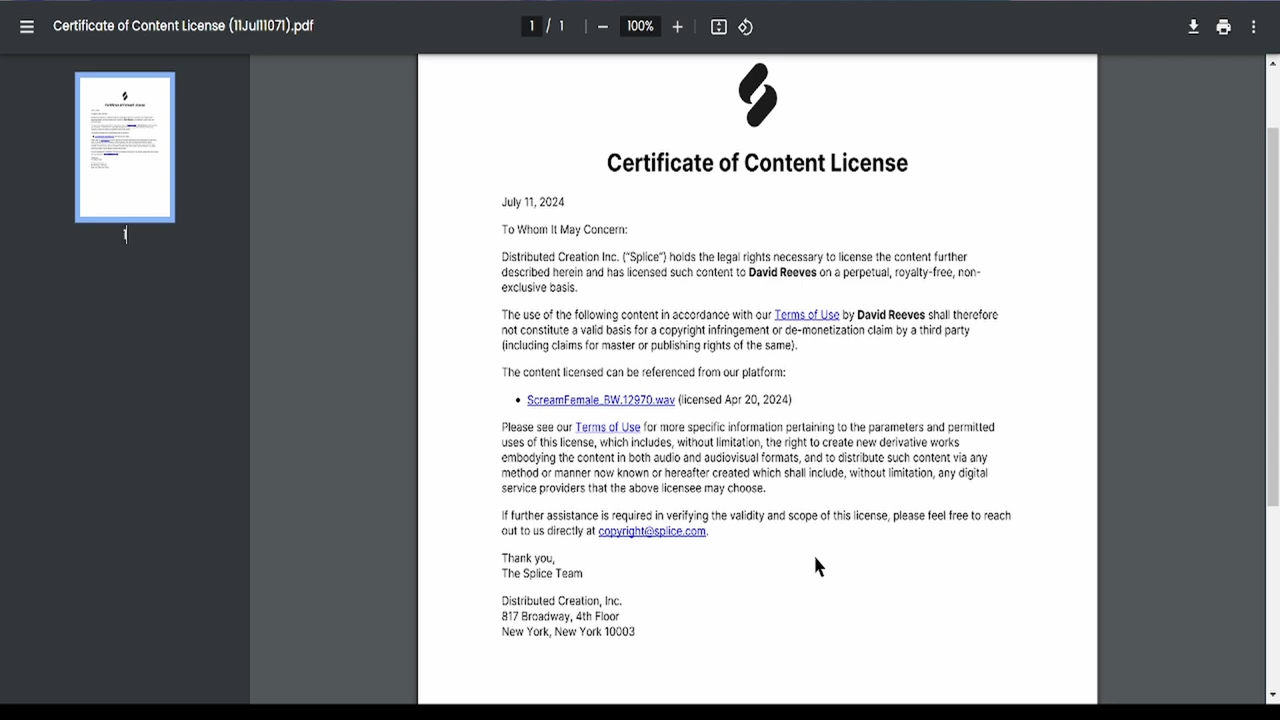 Certificate of Content License (11Jul11071).pdf
1 / 1
100%
1
Certificate of Content License
July 11, 2024
To Whom It May Concern:
Distributed Creation Inc. (“Splice”) holds the legal rights necessary to license the content further
described herein and has licensed such content to David Reeves on a perpetual, royalty-free, non-
exclusive basis.
The use of the following content in accordance with our Terms of Use by David Reeves shall therefore
not constitute a valid basis for a copyright infringement or de-monetization claim by a third party
(including claims for master or publishing rights of the same).
The content licensed can be referenced from our platform:
• ScreamFemale_BW.12970.wav (licensed Apr 20, 2024)
Please see our Terms of Use for more specific information pertaining to the parameters and permitted
uses of this license, which includes, without limitation, the right to create new derivative works
embodying the content in both audio and audiovisual formats, and to distribute such content via any
method or manner now known or hereafter created which shall include, without limitation, any digital
service providers that the above licensee may choose.
If further assistance is required in verifying the validity and scope of this license, please feel free to reach
out to us directly at copyright@splice.com.
Thank you,
The Splice Team
Distributed Creation, Inc.
817 Broadway, 4th Floor
New York, New York 10003